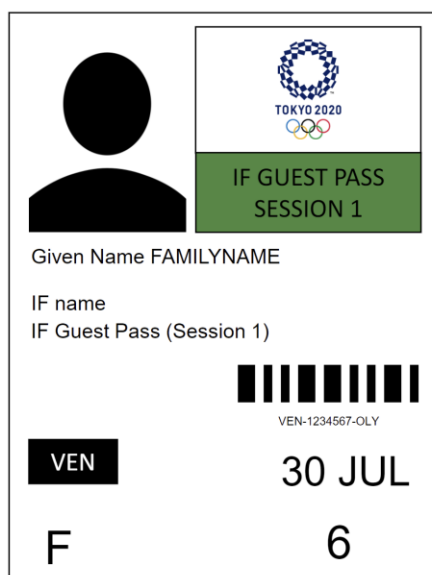 TOKYO 2020
IF GUEST PASS
SESSION 1
Given Name FAMILYNAME
IF name
IF Guest Pass (Session 1)
VEN-1234567-OLY
VEN
30 JUL
F
6